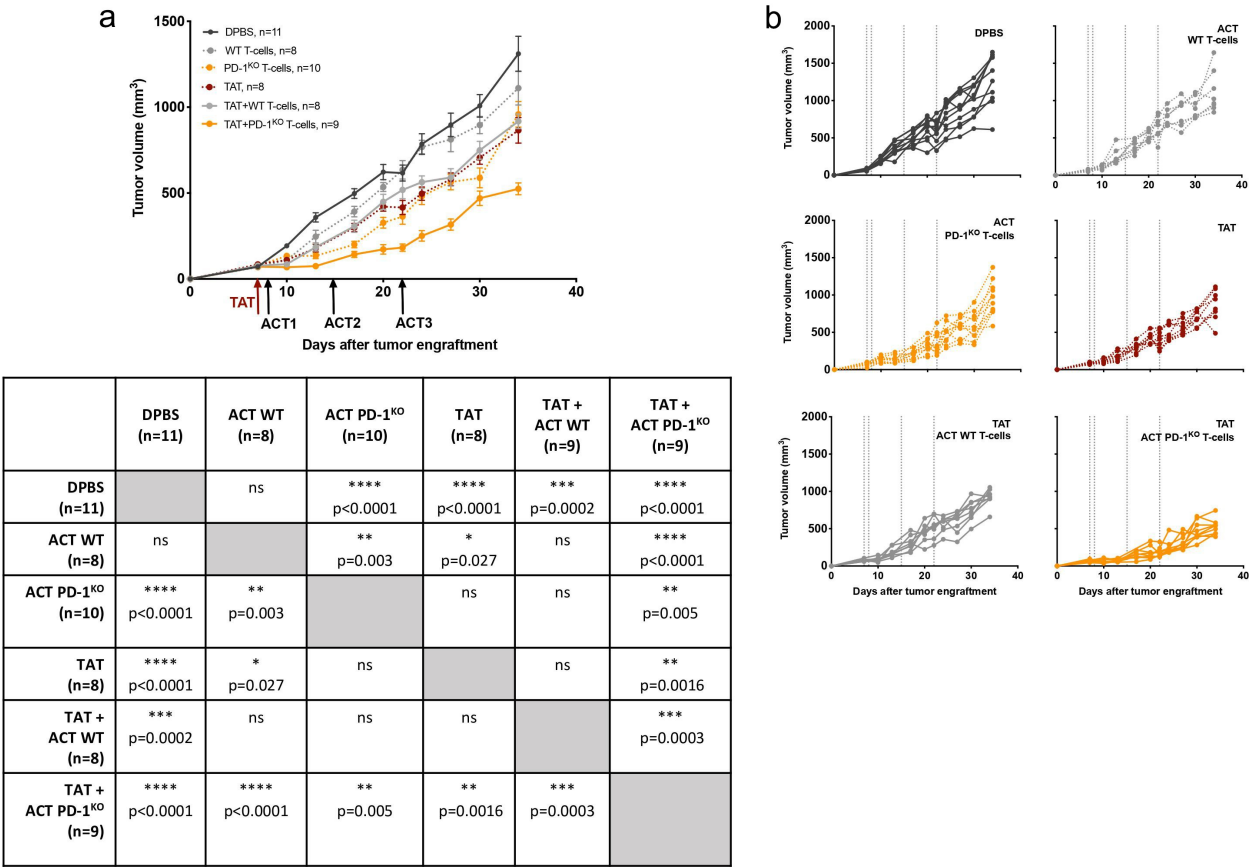 a
1500
1000
500
0
Tumor volume (mm³)
DPBS, n=11
WT T-cells, n=8
PD-1ᴷᴼ T-cells, n=10
TAT, n=8
TAT+WT T-cells, n=8
TAT+PD-1ᴷᴼ T-cells, n=9
0 10 20 30 40
TAT
ACT1 ACT2 ACT3
Days after tumor engraftment
DPBS (n=11)
ACT WT (n=8)
ACT PD-1ᴷᴼ (n=10)
TAT (n=8)
TAT + ACT WT (n=9)
TAT + ACT PD-1ᴷᴼ (n=9)
DPBS ns **** **** *** ****
(n=11) p<0.0001 p<0.0001 p=0.0002 p<0.0001
ACT WT ns ** * ns ****
(n=8) p=0.003 p=0.027 p<0.0001
ACT PD-1ᴷᴼ **** ** ns ns **
(n=10) p<0.0001 p=0.003 p=0.005
TAT **** * ns ns **
(n=8) p<0.0001 p=0.027 p=0.0016
TAT + *** ns ns ns ***
ACT WT p=0.0002 p=0.0003
(n=8)
TAT + **** **** ** ** ***
ACT PD-1ᴷᴼ p<0.0001 p<0.0001 p=0.005 p=0.0016 p=0.0003
(n=9)
b
2000
1500
1000
500
0
Tumor volume (mm³)
DPBS
0 10 20 30 40
2000
1500
1000
500
0
ACT
WT T-cells
0 10 20 30 40
2000
1500
1000
500
0
Tumor volume (mm³)
ACT
PD-1ᴷᴼ T-cells
0 10 20 30 40
2000
1500
1000
500
0
TAT
0 10 20 30 40
2000
1500
1000
500
0
Tumor volume (mm³)
TAT
ACT WT T-cells
0 10 20 30 40
Days after tumor engraftment
2000
1500
1000
500
0
TAT
ACT PD-1ᴷᴼ T-cells
0 10 20 30 40
Days after tumor engraftment